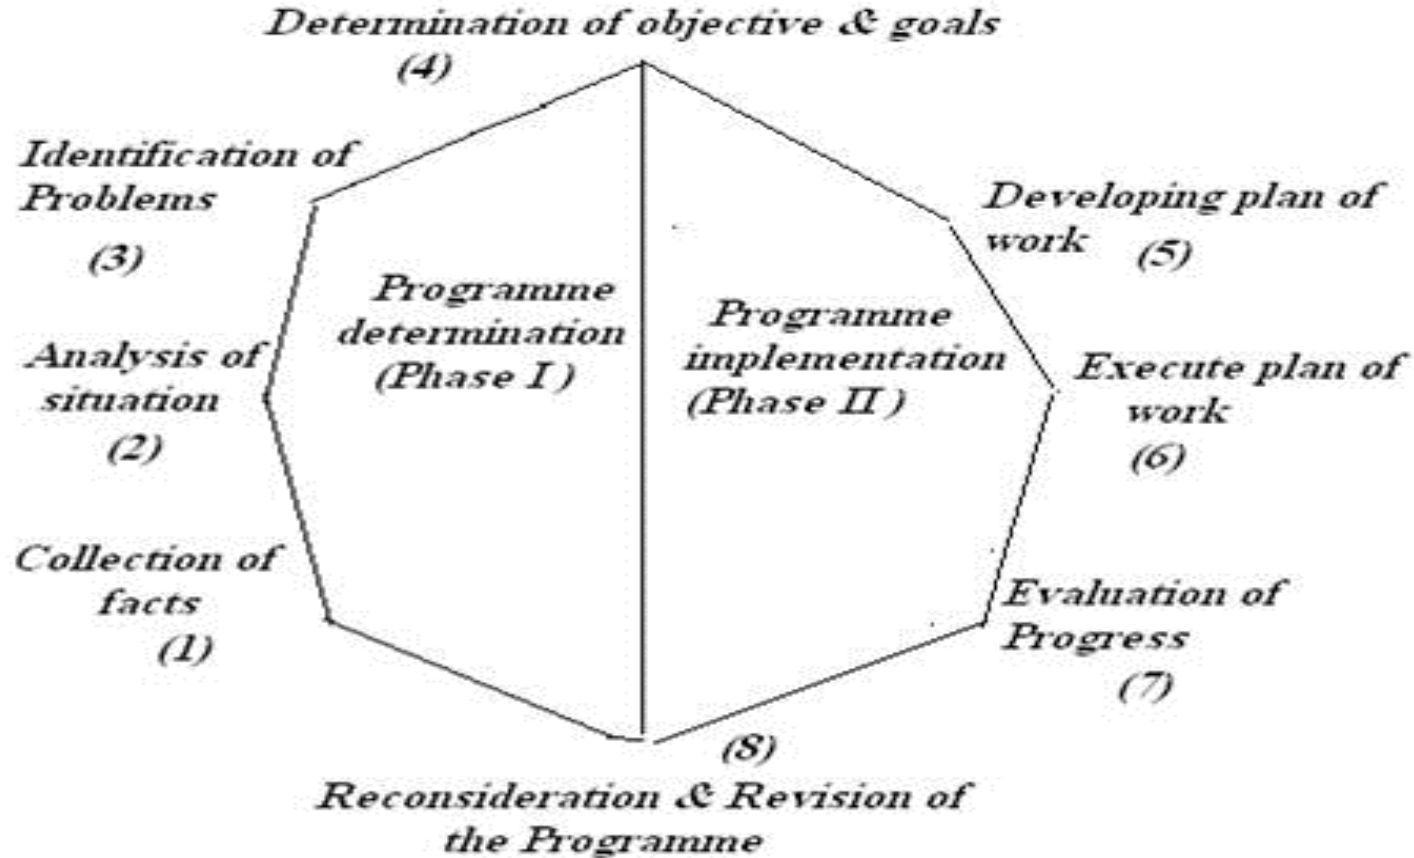 Determination of objective & goals
(4)
Identification of
Problems
(3)
Analysis of
situation
(2)
Collection of
facts
(1)
Programme
determination
(Phase I)
Programme
implementation
(Phase II)
Developing plan of
work (5)
Execute plan of
work
(6)
Evaluation of
Progress
(7)
(8)
Reconsideration & Revision of
the Programme